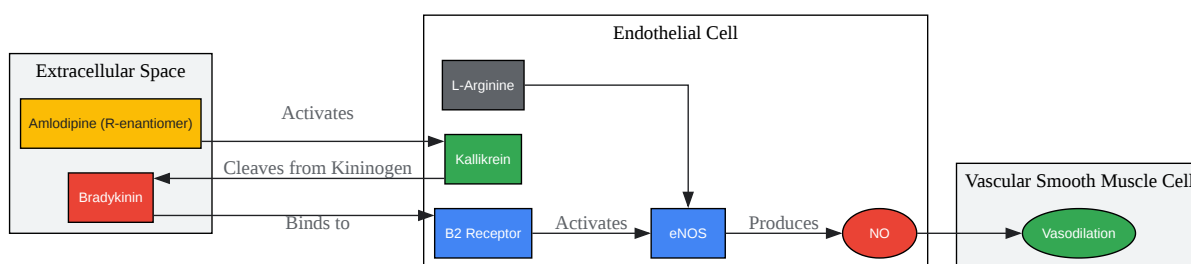 Endothelial Cell
Extracellular Space
L-Arginine
Amlodipine (R-enantiomer)
Activates
Kallikrein
Cleaves from Kininogen
Bradykinin
Binds to
B2 Receptor
Activates
eNOS
Produces
NO
Vascular Smooth Muscle Cell
Vasodilation